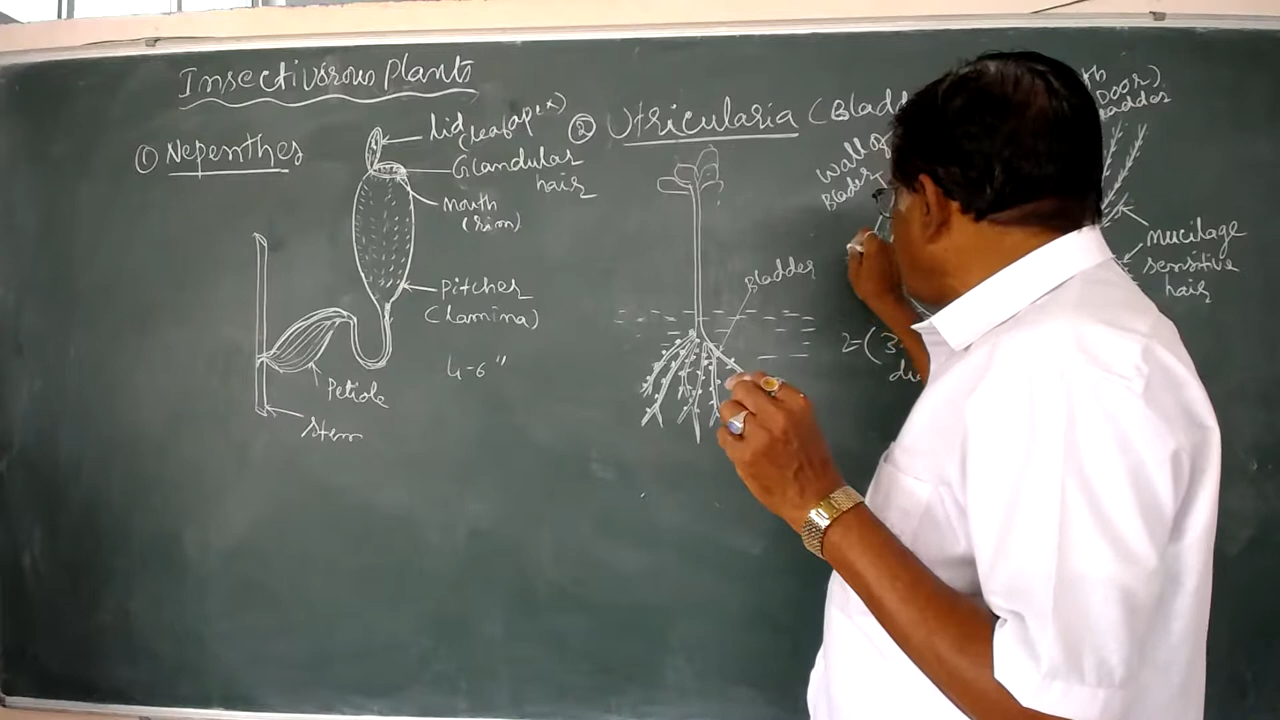 Insectivorous Plants
① Nepenthes
lid
(leaf apex)
Glandular
hair
mouth
(rim)
Pitcher
(Lamina)
4-6"
Petiole
Stem
② Utricularia (Bladd
Bladder
wall of
Bladder
Door)
mucilage
sensitive
hair